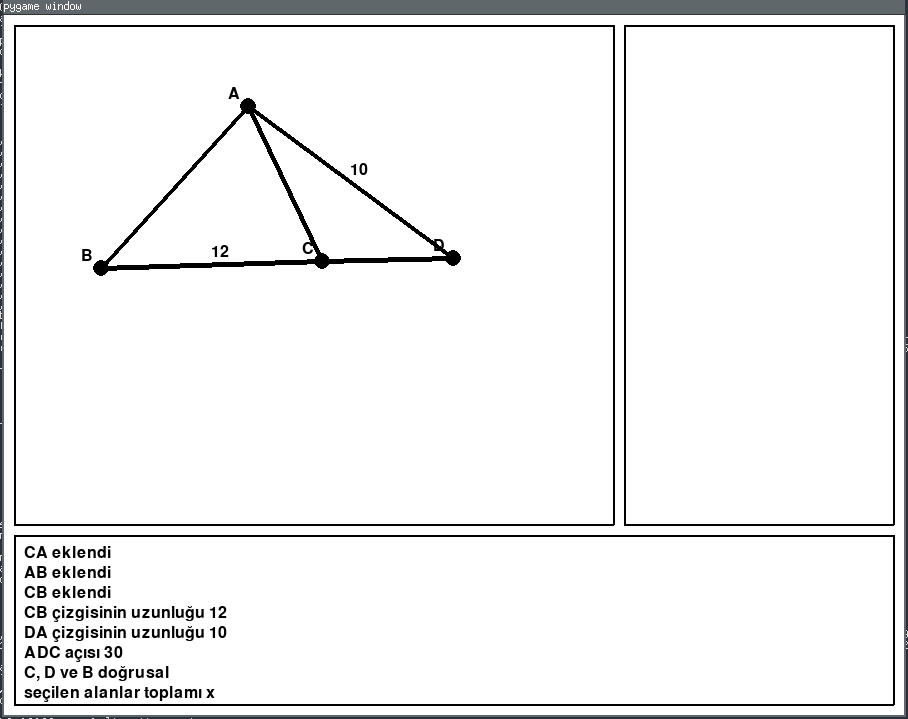 pygame window
A
10
B
12
C
D
CA eklendi
AB eklendi
CB eklendi
CB çizgisinin uzunluğu 12
DA çizgisinin uzunluğu 10
ADC açısı 30
C, D ve B doğrusal
seçilen alanlar toplamı x